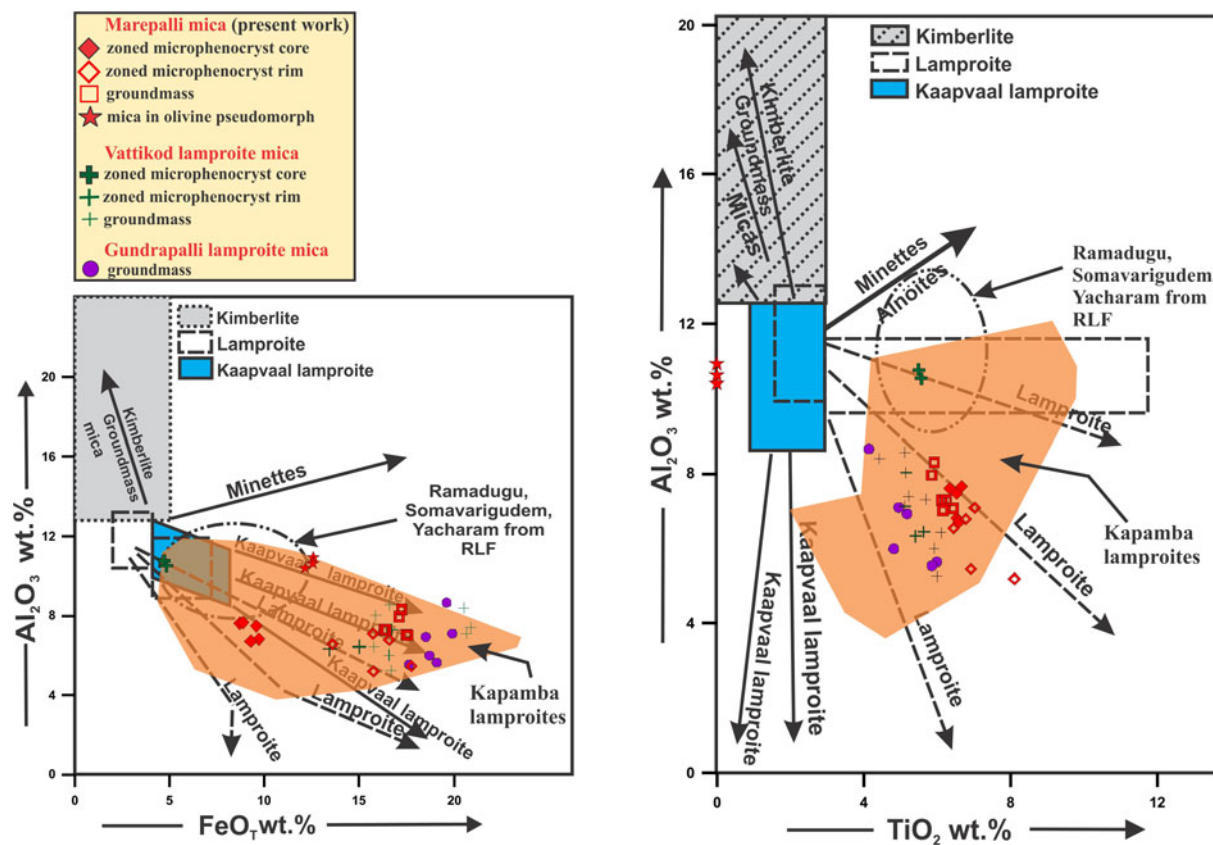 Marepalli mica (present work)
zoned microphenocryst core
zoned microphenocryst rim
groundmass
mica in olivine pseudomorph
Vattikod lamproite mica
zoned microphenocryst core
zoned microphenocryst rim
groundmass
Gundrapalli lamproite mica
groundmass
Kimberlite
Lamproite
Kaapvaal lamproite
Kimberlite
Groundmass
mica
Minettes
Ramadugu,
Somavarigudem,
Yacharam from
RLF
Kaapvaal lamproite
Kaapvaal lamproite
Lamproite
Kaapvaal lamproite
Lamproite
Lamproite
Kapamba
lamproites
20
16
12
8
4
0
0
5
10
15
20
Al2O3 wt.%
FeOT wt.%
Kimberlite
Lamproite
Kaapvaal lamproite
Kimberlite
Groundmass
Micas
Minettes
Alnöites
Ramadugu,
Somavarigudem,
Yacharam from
RLF
Lamproite
Lamproite
Lamproite
Kaapvaal lamproite
Kaapvaal lamproite
Kapamba
lamproites
20
16
12
8
4
0
0
4
8
12
Al2O3 wt.%
TiO2 wt.%